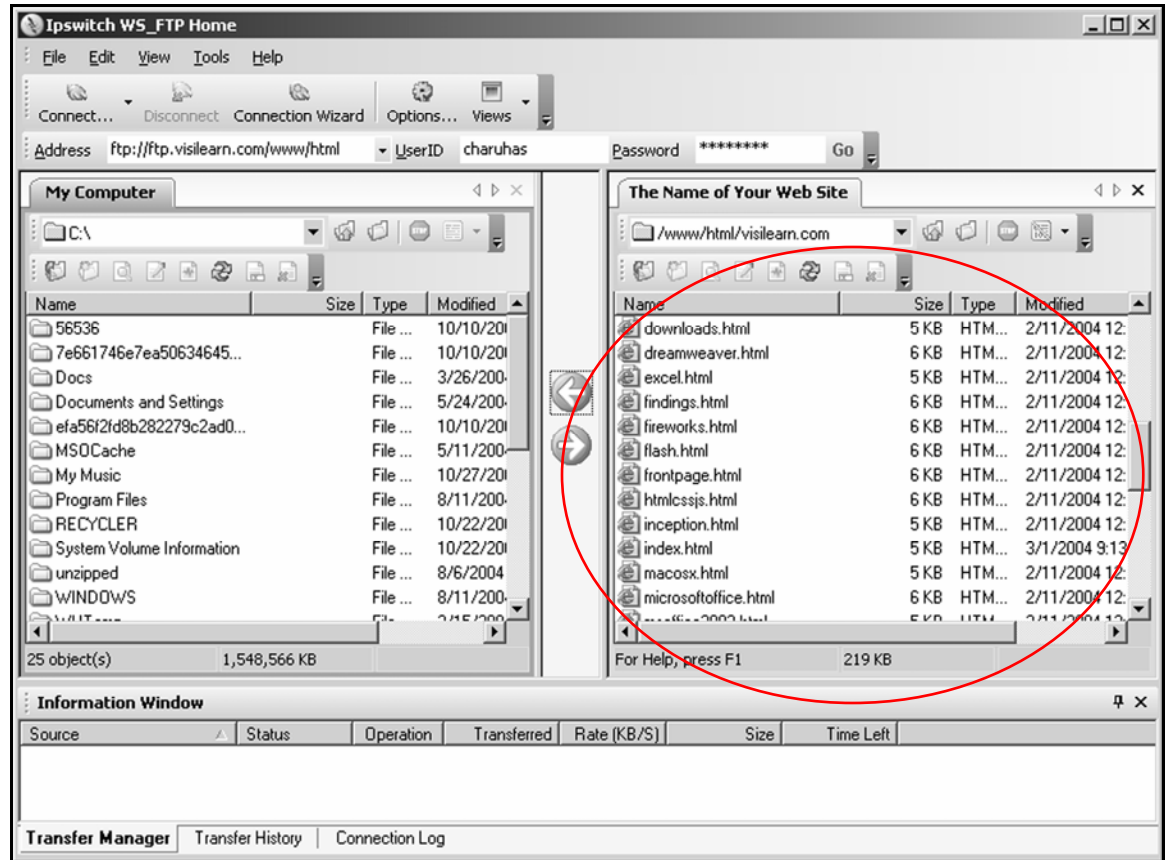 Ipswitch WS_FTP Home
File Edit View Tools Help
Connect... Disconnect Connection Wizard Options... Views
Address ftp://ftp.visilearn.com/www/html UserID charuhas Password ******** Go
My Computer
C:\
Name Size Type Modified
56536 File ... 10/10/20
7e661746e7ea50634645... File ... 10/10/20
Docs File ... 3/26/200
Documents and Settings File ... 5/24/200
efa56f2fd8b282279c2ad0... File ... 10/10/20
MSOCache File ... 5/11/200
My Music File ... 10/27/20
Program Files File ... 8/11/200
RECYCLER File ... 10/22/20
System Volume Information File ... 10/22/20
unzipped File ... 8/6/2004
WINDOWS File ... 8/11/200
25 object(s) 1,548,566 KB
The Name of Your Web Site
/www/html/visilearn.com
Name Size Type Modified
downloads.html 5 KB HTM... 2/11/2004 12:
dreamweaver.html 6 KB HTM... 2/11/2004 12:
excel.html 5 KB HTM... 2/11/2004 12:
findings.html 6 KB HTM... 2/11/2004 12:
fireworks.html 6 KB HTM... 2/11/2004 12:
flash.html 6 KB HTM... 2/11/2004 12:
frontpage.html 6 KB HTM... 2/11/2004 12:
htmlcssjs.html 6 KB HTM... 2/11/2004 12:
inception.html 5 KB HTM... 2/11/2004 12:
index.html 5 KB HTM... 3/1/2004 9:13
macosx.html 5 KB HTM... 2/11/2004 12:
microsoftoffice.html 6 KB HTM... 2/11/2004 12:
For Help, press F1 219 KB
Information Window
Source Status Operation Transferred Rate (KB/S) Size Time Left
Transfer Manager Transfer History Connection Log